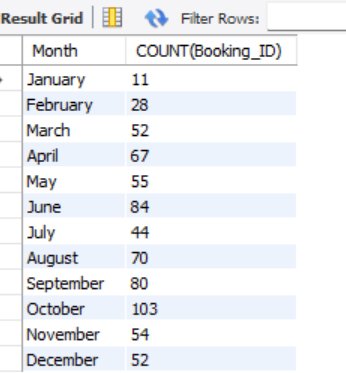 Result Grid Filter Rows:
Month COUNT(Booking_ID)
January 11
February 28
March 52
April 67
May 55
June 84
July 44
August 70
September 80
October 103
November 54
December 52